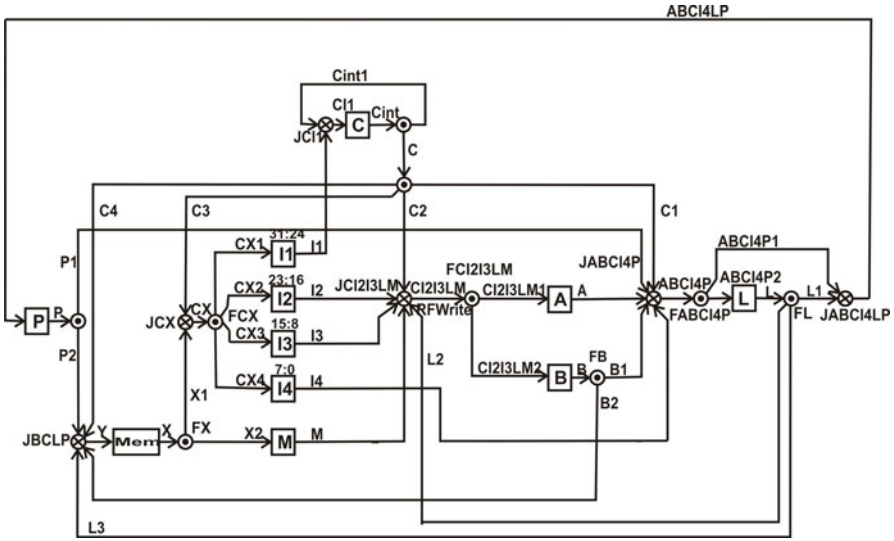 ABCI4LP
Cint1
CI1
Cint
C
JCI1
C
C4
C3
C2
C1
P1
31:24
CX1
I1
I1
ABCI4P1
FCI2I3LM
JABCI4P
23:16
CX2
I2
I2
JCI2I3LM
CI2I3LM
CI2I3LM1
A
A
ABCI4P
ABCI4P2
L
L
L1
P
P
JCX
CX
FCX
RFWrite
FABCI4P
FL
JABCI4LP
15:8
CX3
I3
I3
P2
L2
FB
7:0
CX4
I4
I4
CI2I3LM2
B
B
B1
X1
B2
JBCLP
Y
Mem
X
FX
X2
M
M
L3